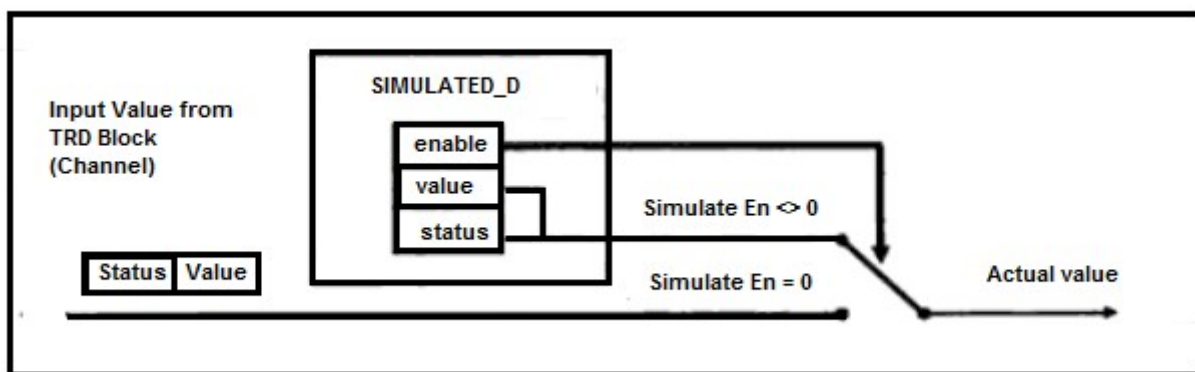 Input Value from
TRD Block
(Channel)
Status Value
SIMULATED_D
enable
value
status
Simulate En <> 0
Simulate En = 0
Actual value